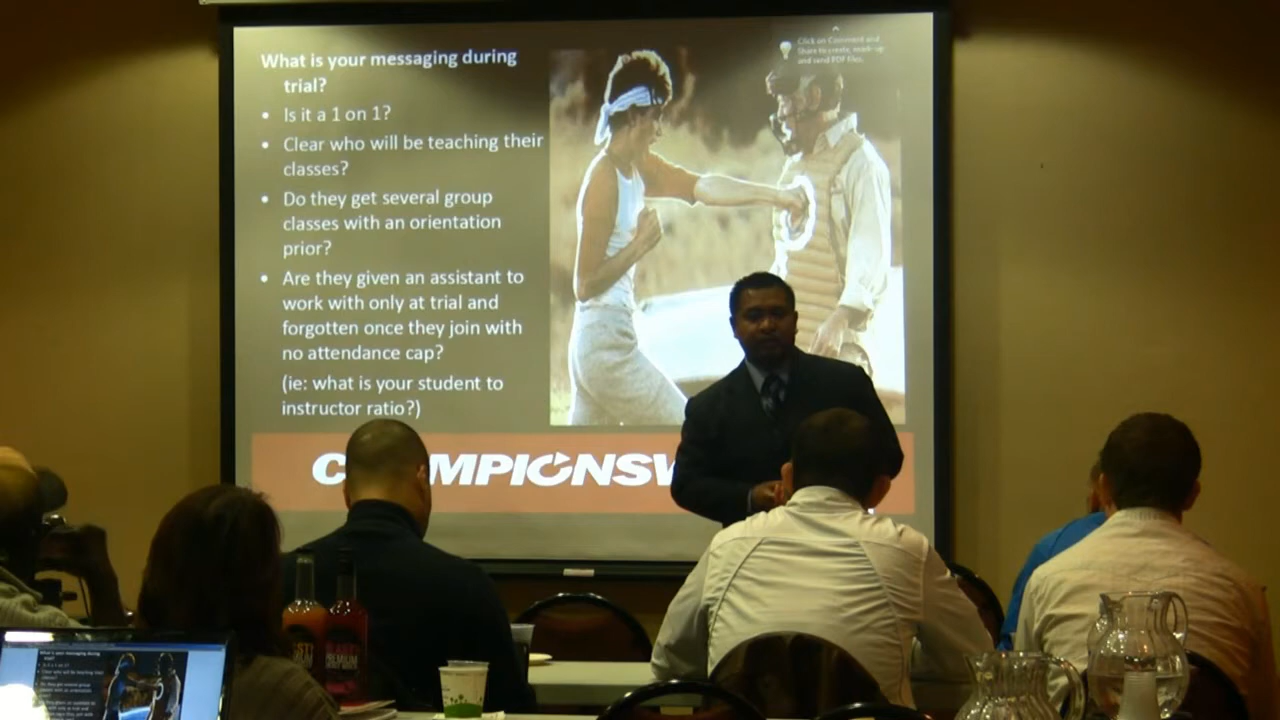 What is your messaging during
trial?
• Is it a 1 on 1?
• Clear who will be teaching their
classes?
• Do they get several group
classes with an orientation
prior?
• Are they given an assistant to
work with only at trial and
forgotten once they join with
no attendance cap?
(ie: what is your student to
instructor ratio?)
Click on Comment and
Share to create, mark-up
and send PDF files.
PREMIUM